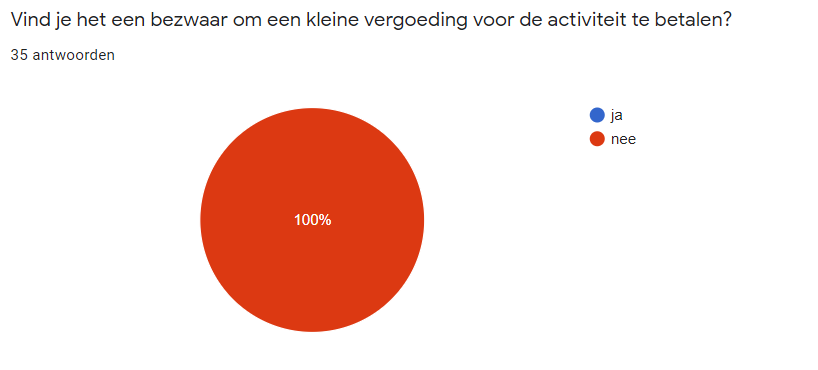 Vind je het een bezwaar om een kleine vergoeding voor de activiteit te betalen?
35 antwoorden
ja
nee
100%